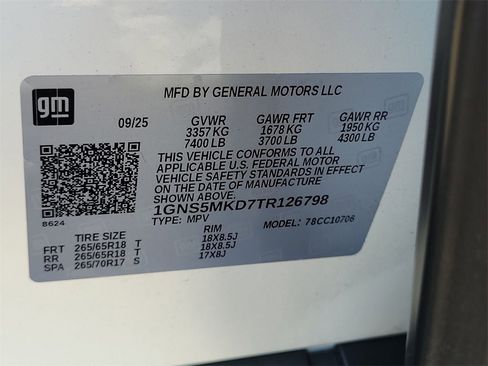 gm
MFD BY GENERAL MOTORS LLC
09/25 GVWR GAWR FRT GAWR RR
3357 KG 1678 KG 1950 KG
7400 LB 3700 LB 4300 LB
THIS VEHICLE CONFORMS TO ALL
APPLICABLE U.S. FEDERAL MOTOR
VEHICLE SAFETY STANDARDS IN EFFECT
ON THE DATE OF MANUFACTURE
SHOWN ABOVE.
8624
1GNS5MKD7TR126798
TYPE: MPV MODEL: 78CC10706
TIRE SIZE RIM
FRT 265/65R18 T 18X8.5J
RR 265/65R18 T 18X8.5J
SPA 265/70R17 S 17X8J